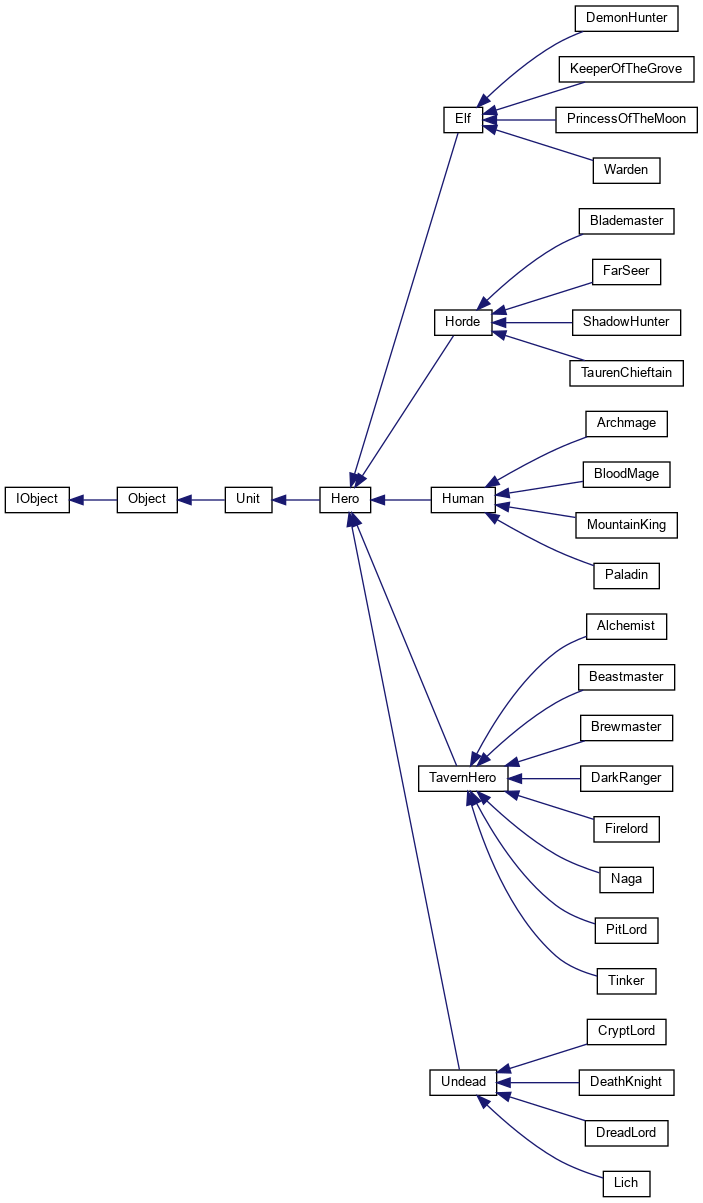 IObject
Object
Unit
Hero
Elf
DemonHunter
KeeperOfTheGrove
PrincessOfTheMoon
Warden
Horde
Blademaster
FarSeer
ShadowHunter
TaurenChieftain
Human
Archmage
BloodMage
MountainKing
Paladin
TavernHero
Alchemist
Beastmaster
Brewmaster
DarkRanger
Firelord
Naga
PitLord
Tinker
Undead
CryptLord
DeathKnight
DreadLord
Lich